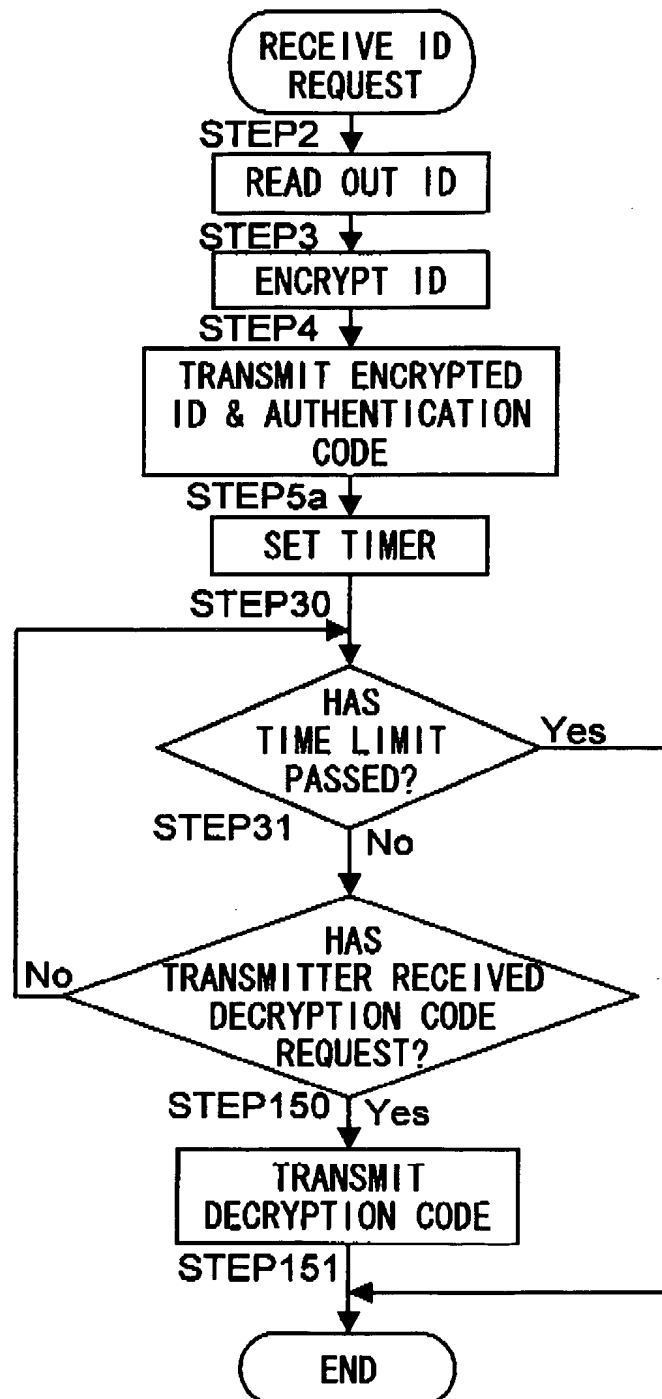 RECEIVE ID
REQUEST
STEP2
READ OUT ID
STEP3
ENCRYPT ID
STEP4
TRANSMIT ENCRYPTED
ID & AUTHENTICATION
CODE
STEP5a
SET TIMER
STEP30
HAS
TIME LIMIT
PASSED?
Yes
STEP31
No
HAS
TRANSMITTER RECEIVED
DECRYPTION CODE
REQUEST?
No
STEP150
Yes
TRANSMIT
DECRYPTION CODE
STEP151
END